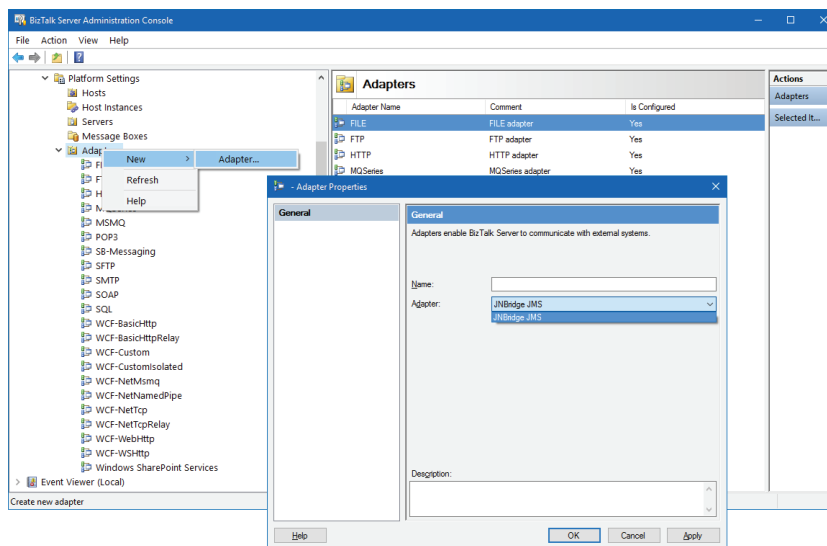 BizTalk Server Administration Console
File Action View Help
Platform Settings
Hosts
Host Instances
Servers
Message Boxes
MSMQ
POP3
SB-Messaging
SFTP
SMTP
SOAP
SQL
WCF-BasicHttp
WCF-BasicHttpRelay
WCF-Custom
WCF-CustomIsolated
WCF-NetMsmq
WCF-NetNamedPipe
WCF-NetTcp
WCF-NetTcpRelay
WCF-WebHttp
WCF-WSHttp
Windows SharePoint Services
Event Viewer (Local)
Create new adapter
New
Refresh
Help
Adapter...
Adapters
Adapter Name Comment Is Configured
FILE FILE adapter Yes
FTP FTP adapter Yes
HTTP HTTP adapter Yes
MQSeries MQSeries adapter Yes
Actions
Adapters
Selected It...
- Adapter Properties
General
General
Adapters enable BizTalk Server to communicate with external systems.
Name:
Adapter: JNBridge JMS
JNBridge JMS
Description:
Help OK Cancel Apply